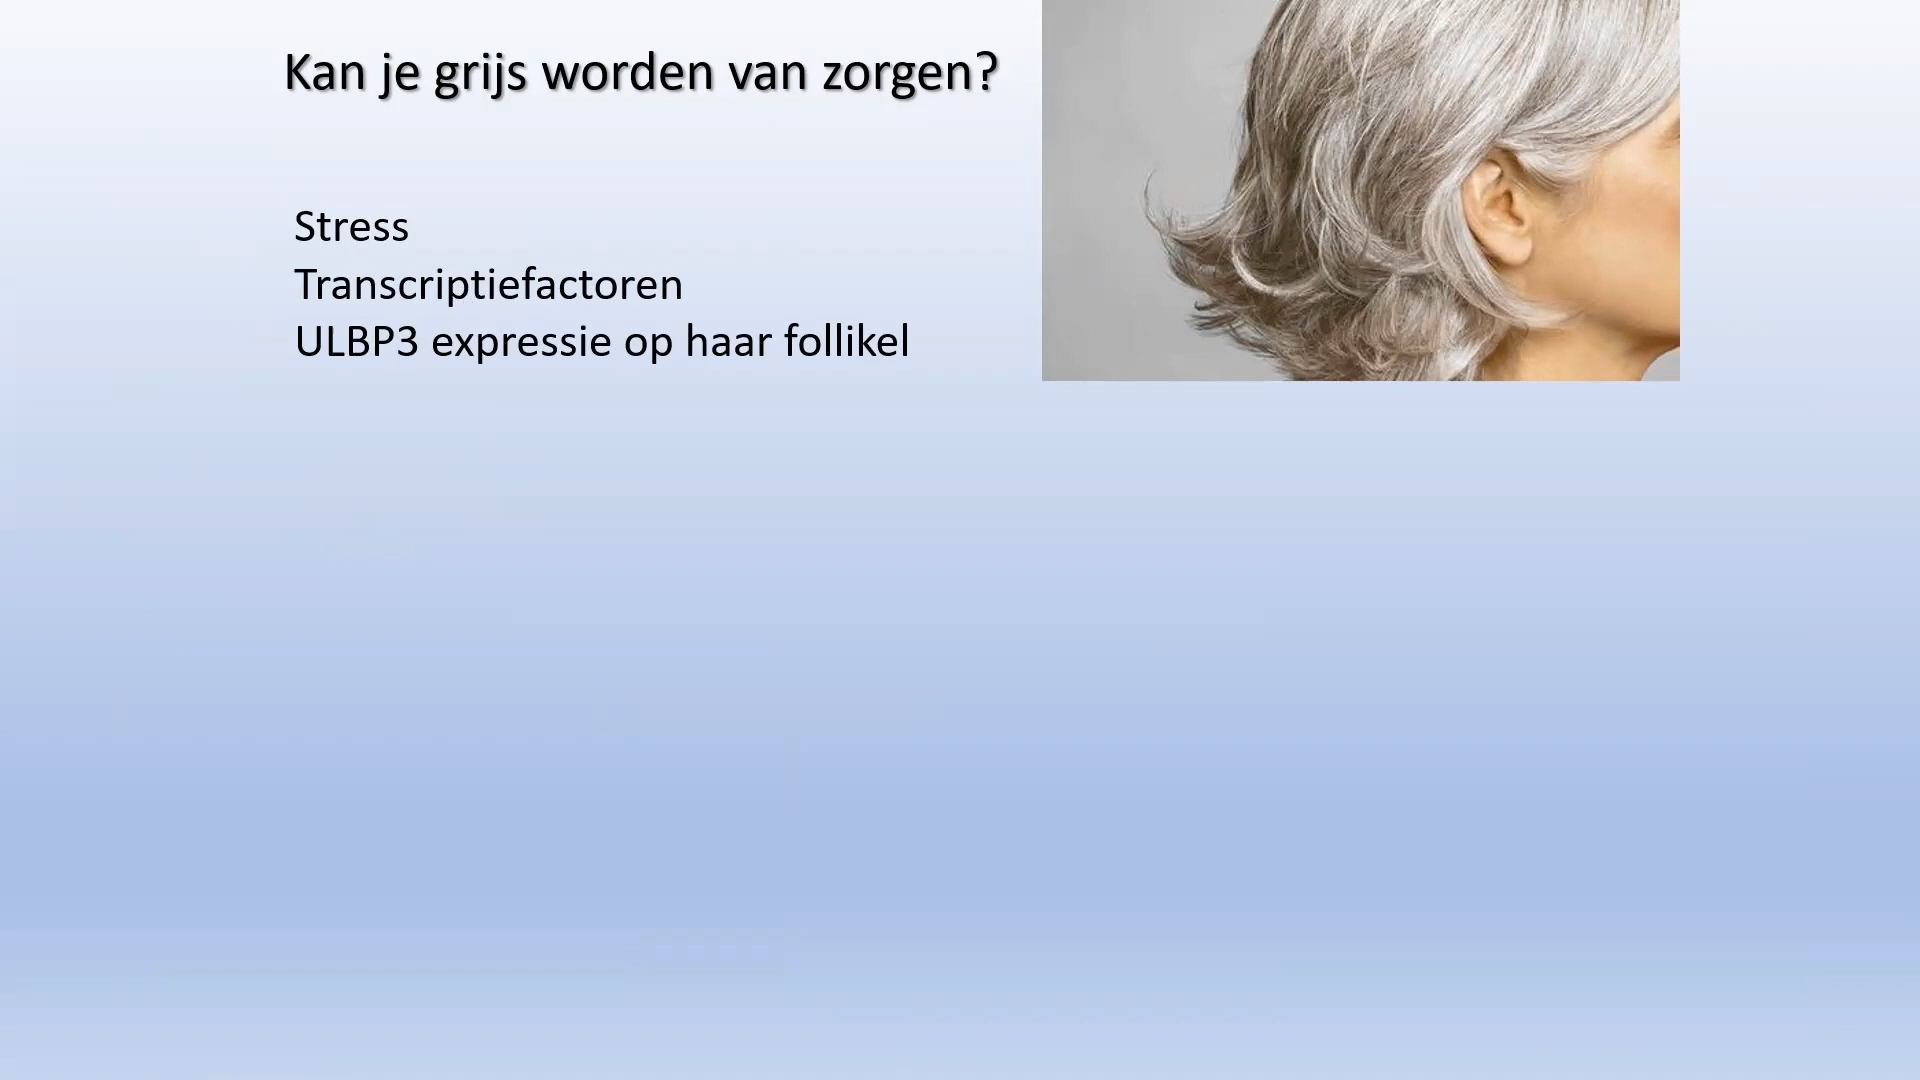 Kan je grijs worden van zorgen?
Stress
Transcriptiefactoren
ULBP3 expressie op haar follikel